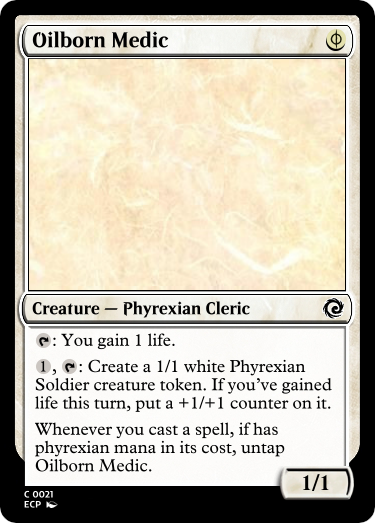 Oilborn Medic
Creature — Phyrexian Cleric
: You gain 1 life.
1, : Create a 1/1 white Phyrexian
Soldier creature token. If you've gained
life this turn, put a +1/+1 counter on it.
Whenever you cast a spell, if has
phyrexian mana in its cost, untap
Oilborn Medic.
1/1
C 0021
ECP